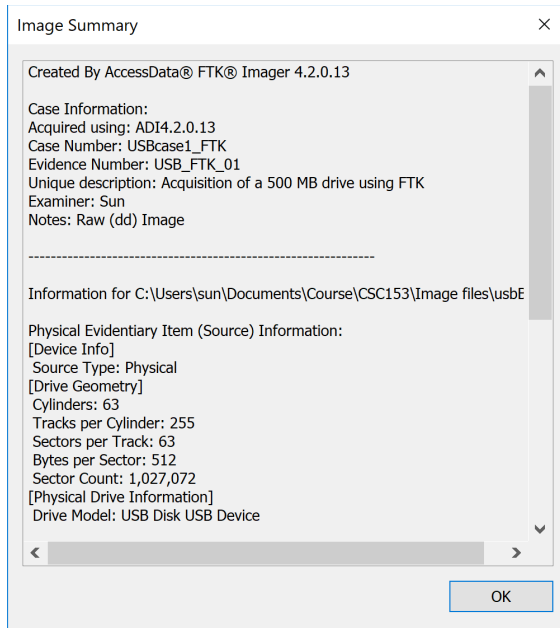 Image Summary
Created By AccessData® FTK® Imager 4.2.0.13
Case Information:
Acquired using: ADI4.2.0.13
Case Number: USBcase1_FTK
Evidence Number: USB_FTK_01
Unique description: Acquisition of a 500 MB drive using FTK
Examiner: Sun
Notes: Raw (dd) Image
--------------------------------------------------------------
Information for C:\Users\sun\Documents\Course\CSC153\Image files\usbE
Physical Evidentiary Item (Source) Information:
[Device Info]
Source Type: Physical
[Drive Geometry]
Cylinders: 63
Tracks per Cylinder: 255
Sectors per Track: 63
Bytes per Sector: 512
Sector Count: 1,027,072
[Physical Drive Information]
Drive Model: USB Disk USB Device
OK